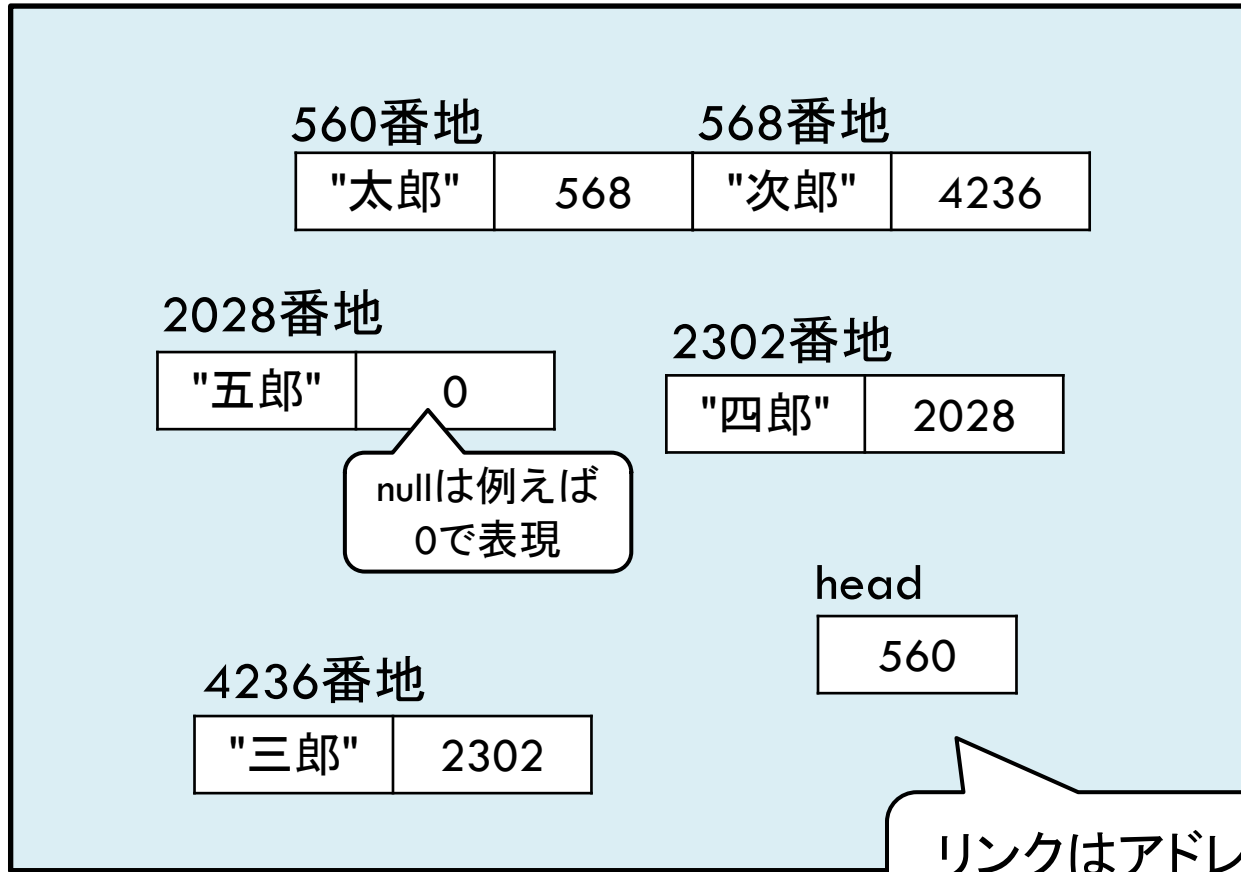 560番地 568番地
"太郎" 568 "次郎" 4236
2028番地
"五郎" 0
2302番地
"四郎" 2028
nullは例えば
0で表現
head
560
4236番地
"三郎" 2302
リンクはアドレ